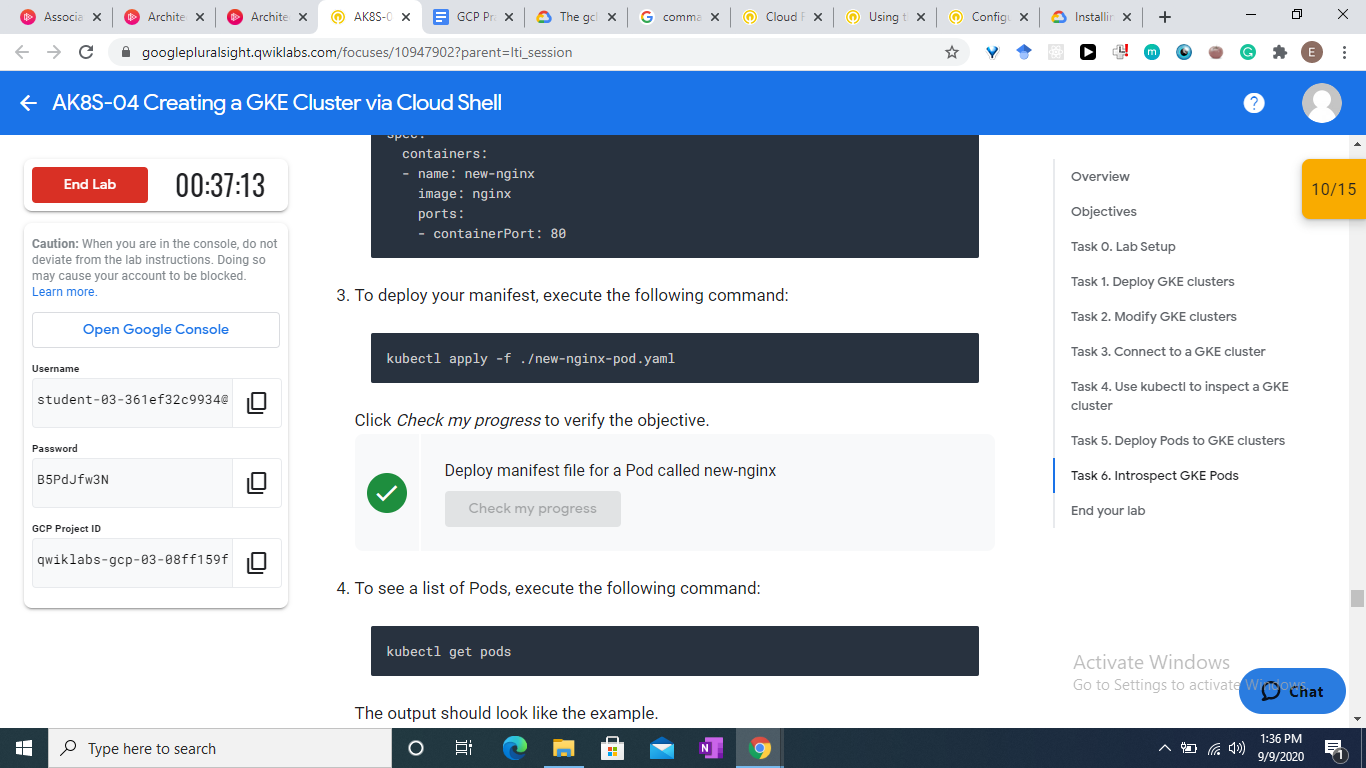 Associa
Archite
Archite
AK8S-0
GCP Pr
The gcl
comma
Cloud F
Using t
Config
Installin
googlepluralsight.qwiklabs.com/focuses/10947902?parent=lti_session
E
AK8S-04 Creating a GKE Cluster via Cloud Shell
End Lab
00:37:13
Caution: When you are in the console, do not
deviate from the lab instructions. Doing so
may cause your account to be blocked.
Learn more.
Open Google Console
Username
student-03-361ef32c9934@
Password
B5PdJfw3N
GCP Project ID
qwiklabs-gcp-03-08ff159f
spec:
containers:
- name: new-nginx
image: nginx
ports:
- containerPort: 80
3. To deploy your manifest, execute the following command:
kubectl apply -f ./new-nginx-pod.yaml
Click Check my progress to verify the objective.
Deploy manifest file for a Pod called new-nginx
Check my progress
4. To see a list of Pods, execute the following command:
kubectl get pods
The output should look like the example.
Overview
Objectives
Task 0. Lab Setup
Task 1. Deploy GKE clusters
Task 2. Modify GKE clusters
Task 3. Connect to a GKE cluster
Task 4. Use kubectl to inspect a GKE
cluster
Task 5. Deploy Pods to GKE clusters
Task 6. Introspect GKE Pods
End your lab
10/15
Activate Windows
Go to Settings to activate Windows.
Chat
Type here to search
1:36 PM
9/9/2020
1